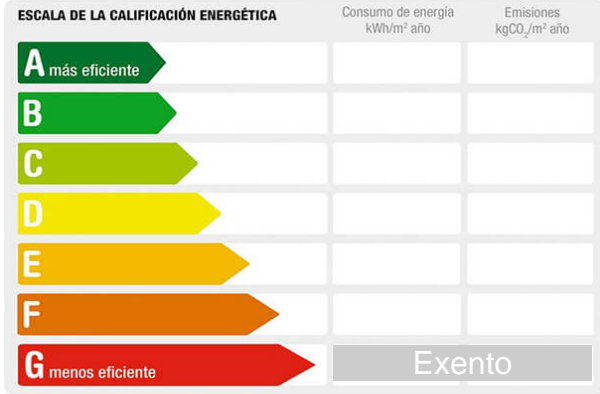 ESCALA DE LA CALIFICACIÓN ENERGÉTICA
Consumo de energía
kWh/m² año
Emisiones
kgCO₂/m² año
A más eficiente
B
C
D
E
F
G menos eficiente
Exento